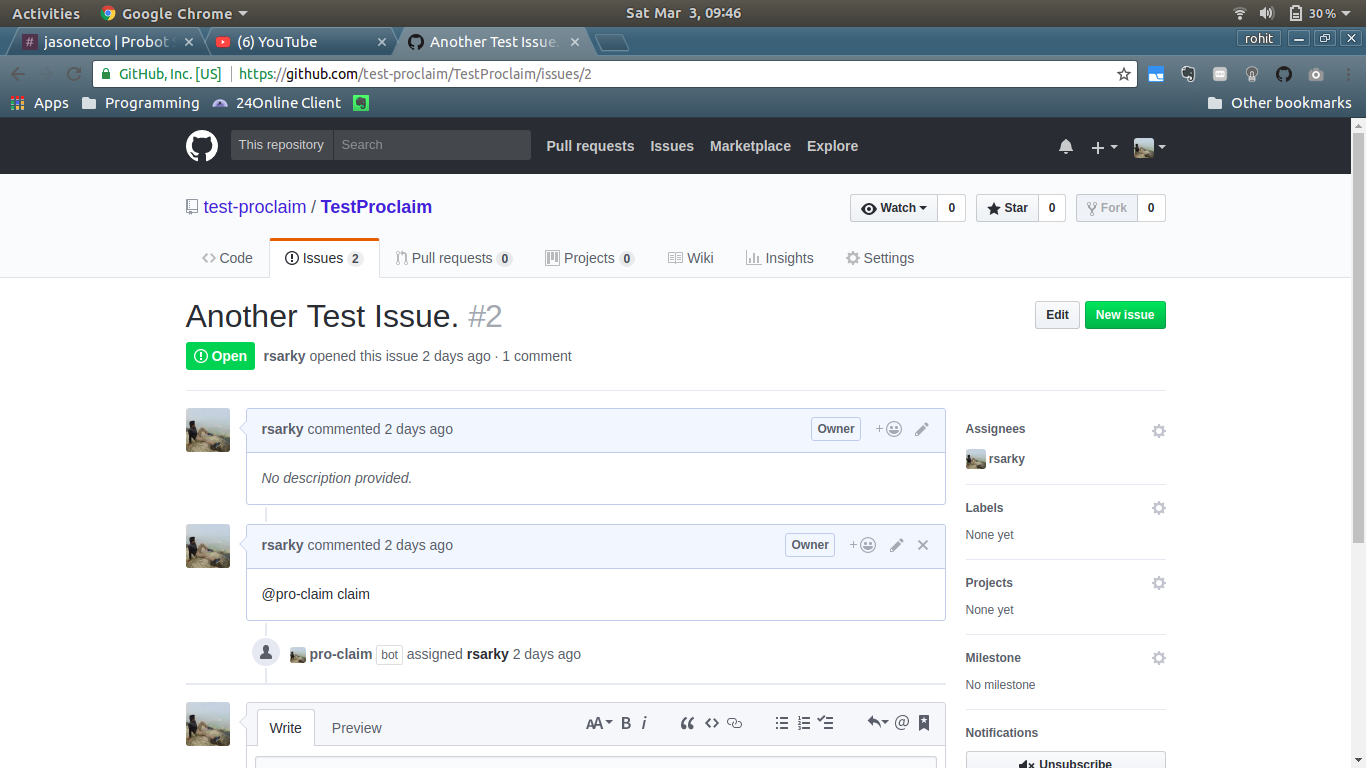 Activities Google Chrome Sat Mar 3, 09:46 30%
# jasonetco | Probot (6) YouTube Another Test Issue. rohit
GitHub, Inc. [US] https://github.com/test-proclaim/TestProclaim/issues/2
Apps Programming 24Online Client Other bookmarks
This repository Search Pull requests Issues Marketplace Explore
test-proclaim / TestProclaim Watch 0 Star 0 Fork 0
Code Issues 2 Pull requests 0 Projects 0 Wiki Insights Settings
Another Test Issue. #2 Edit New issue
Open rsarky opened this issue 2 days ago · 1 comment
rsarky commented 2 days ago Owner
No description provided.
rsarky commented 2 days ago Owner
@pro-claim claim
pro-claim bot assigned rsarky 2 days ago
Write Preview AA B i
Assignees
rsarky
Labels
None yet
Projects
None yet
Milestone
No milestone
Notifications
Unsubscribe